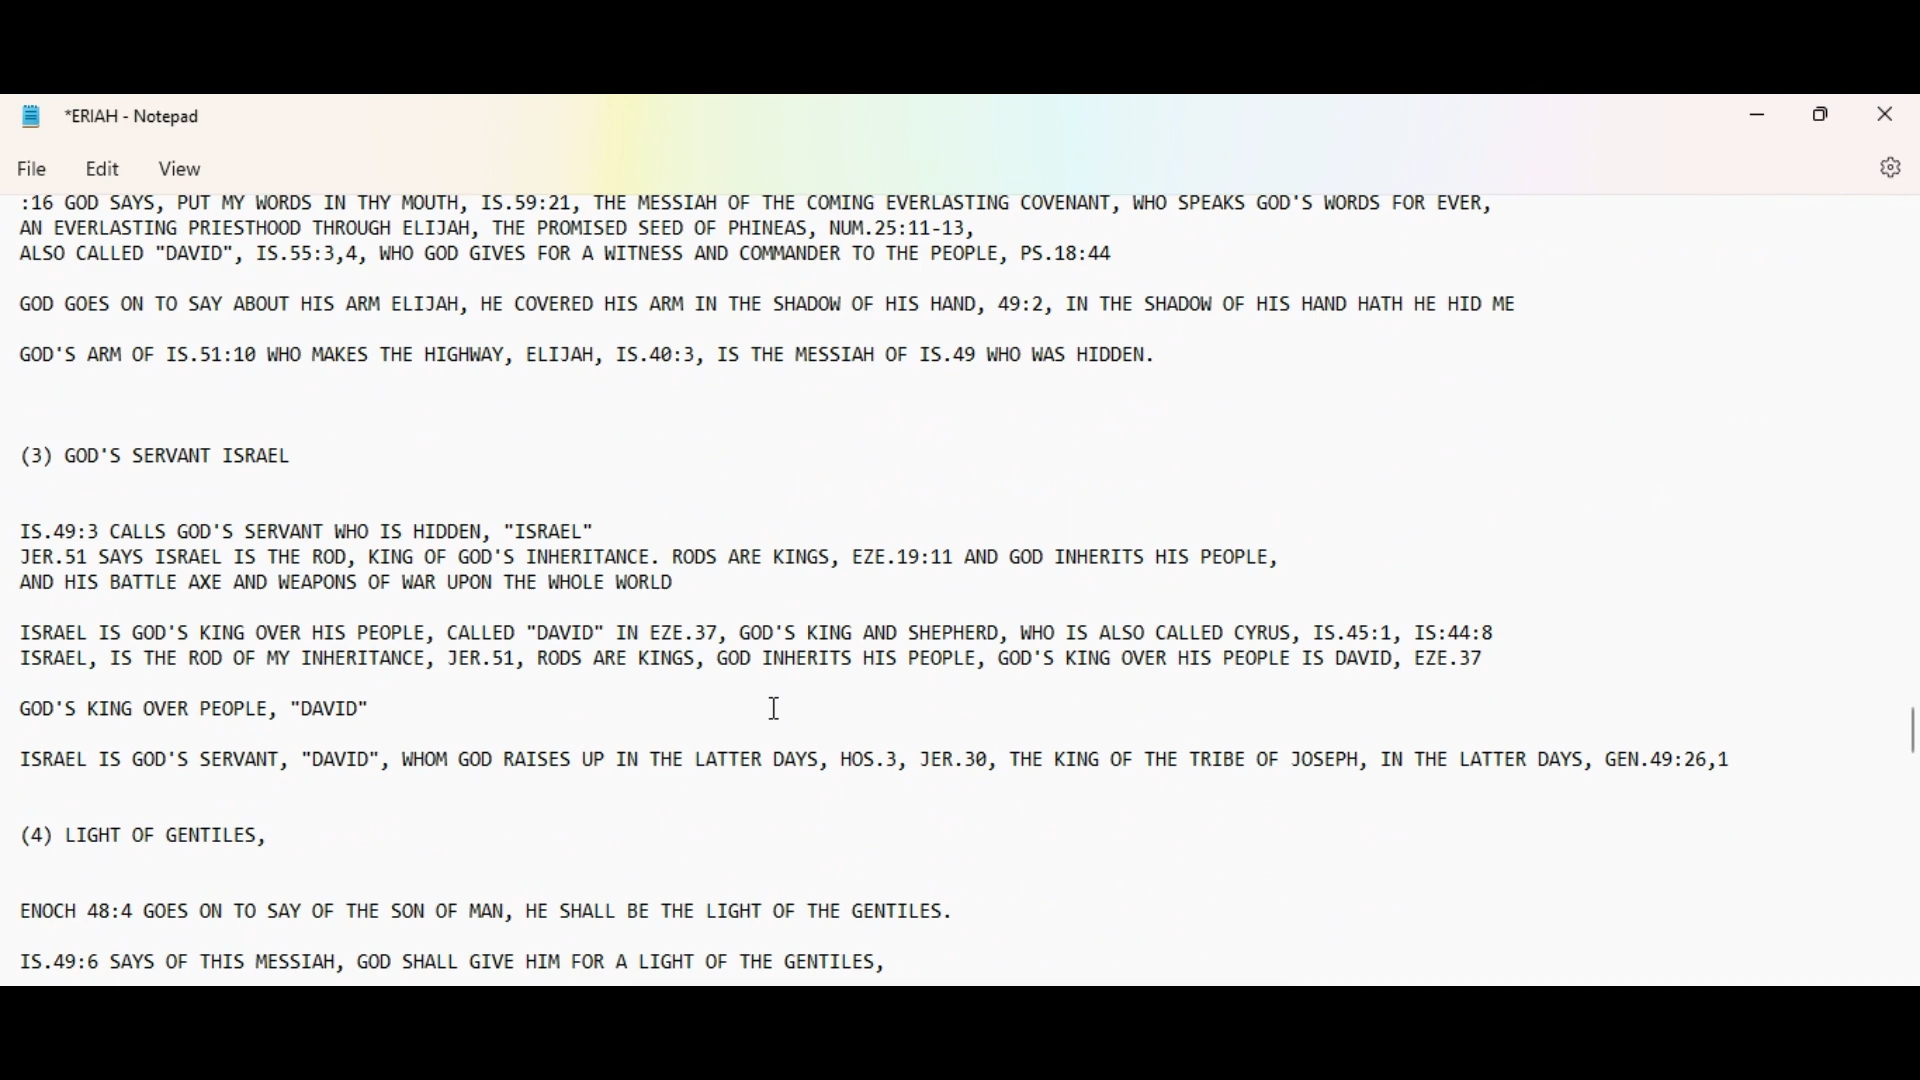 *ERIAH - Notepad
File Edit View
:16 GOD SAYS, PUT MY WORDS IN THY MOUTH, IS.59:21, THE MESSIAH OF THE COMING EVERLASTING COVENANT, WHO SPEAKS GOD'S WORDS FOR EVER,
AN EVERLASTING PRIESTHOOD THROUGH ELIJAH, THE PROMISED SEED OF PHINEAS, NUM.25:11-13,
ALSO CALLED "DAVID", IS.55:3,4, WHO GOD GIVES FOR A WITNESS AND COMMANDER TO THE PEOPLE, PS.18:44
GOD GOES ON TO SAY ABOUT HIS ARM ELIJAH, HE COVERED HIS ARM IN THE SHADOW OF HIS HAND, 49:2, IN THE SHADOW OF HIS HAND HATH HE HID ME
GOD'S ARM OF IS.51:10 WHO MAKES THE HIGHWAY, ELIJAH, IS.40:3, IS THE MESSIAH OF IS.49 WHO WAS HIDDEN.
(3) GOD'S SERVANT ISRAEL
IS.49:3 CALLS GOD'S SERVANT WHO IS HIDDEN, "ISRAEL"
JER.51 SAYS ISRAEL IS THE ROD, KING OF GOD'S INHERITANCE. RODS ARE KINGS, EZE.19:11 AND GOD INHERITS HIS PEOPLE,
AND HIS BATTLE AXE AND WEAPONS OF WAR UPON THE WHOLE WORLD
ISRAEL IS GOD'S KING OVER HIS PEOPLE, CALLED "DAVID" IN EZE.37, GOD'S KING AND SHEPHERD, WHO IS ALSO CALLED CYRUS, IS.45:1, IS:44:8
ISRAEL, IS THE ROD OF MY INHERITANCE, JER.51, RODS ARE KINGS, GOD INHERITS HIS PEOPLE, GOD'S KING OVER HIS PEOPLE IS DAVID, EZE.37
GOD'S KING OVER PEOPLE, "DAVID"
ISRAEL IS GOD'S SERVANT, "DAVID", WHOM GOD RAISES UP IN THE LATTER DAYS, HOS.3, JER.30, THE KING OF THE TRIBE OF JOSEPH, IN THE LATTER DAYS, GEN.49:26,1
(4) LIGHT OF GENTILES,
ENOCH 48:4 GOES ON TO SAY OF THE SON OF MAN, HE SHALL BE THE LIGHT OF THE GENTILES.
IS.49:6 SAYS OF THIS MESSIAH, GOD SHALL GIVE HIM FOR A LIGHT OF THE GENTILES,